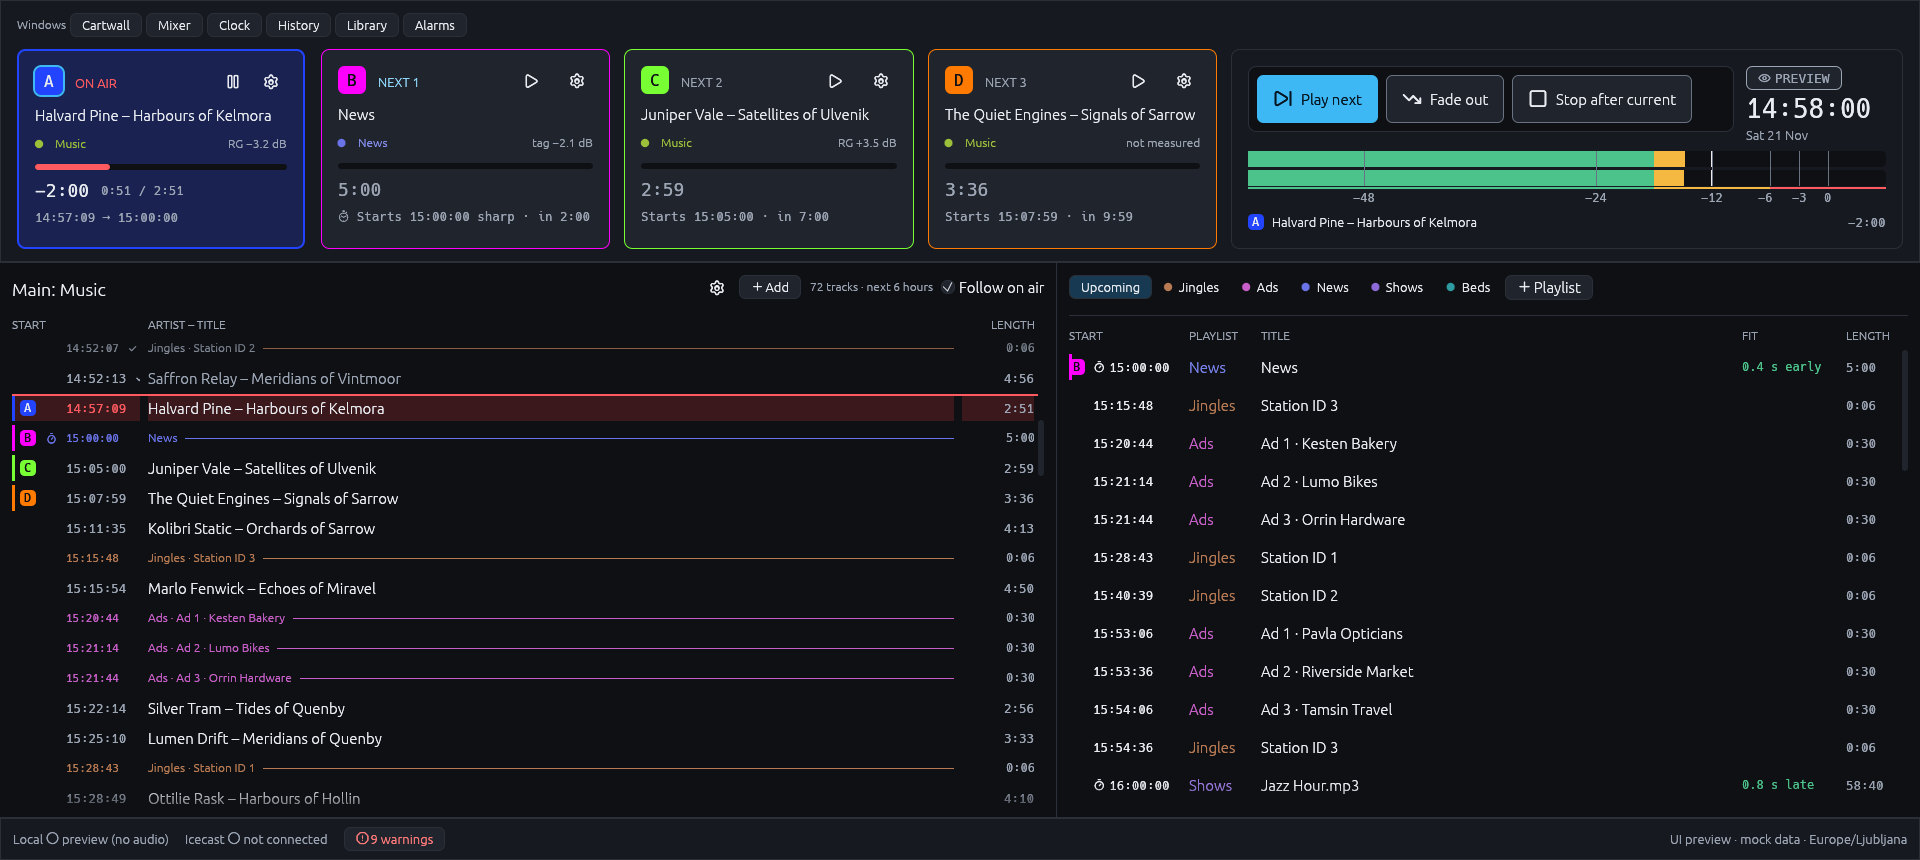 Windows Cartwall Mixer Clock History Library Alarms
A ON AIR
Halvard Pine – Harbours of Kelmora
Music RG −3.2 dB
−2:00 0:51 / 2:51
14:57:09 → 15:00:00
B NEXT 1
News
News tag −2.1 dB
5:00
Starts 15:00:00 sharp · in 2:00
C NEXT 2
Juniper Vale – Satellites of Ulvenik
Music RG +3.5 dB
2:59
Starts 15:05:00 · in 7:00
D NEXT 3
The Quiet Engines – Signals of Sarrow
Music not measured
3:36
Starts 15:07:59 · in 9:59
Play next Fade out Stop after current
PREVIEW
14:58:00
Sat 21 Nov
−48 −24 −12 −6 −3 0
A Halvard Pine – Harbours of Kelmora −2:00
Main: Music + Add 72 tracks · next 6 hours Follow on air
START ARTIST – TITLE LENGTH
14:52:07 Jingles · Station ID 2 0:06
14:52:13 Saffron Relay – Meridians of Vintmoor 4:56
A 14:57:09 Halvard Pine – Harbours of Kelmora 2:51
B 15:00:00 News 5:00
C 15:05:00 Juniper Vale – Satellites of Ulvenik 2:59
D 15:07:59 The Quiet Engines – Signals of Sarrow 3:36
15:11:35 Kolibri Static – Orchards of Sarrow 4:13
15:15:48 Jingles · Station ID 3 0:06
15:15:54 Marlo Fenwick – Echoes of Miravel 4:50
15:20:44 Ads · Ad 1 · Kesten Bakery 0:30
15:21:14 Ads · Ad 2 · Lumo Bikes 0:30
15:21:44 Ads · Ad 3 · Orrin Hardware 0:30
15:22:14 Silver Tram – Tides of Quenby 2:56
15:25:10 Lumen Drift – Meridians of Quenby 3:33
15:28:43 Jingles · Station ID 1 0:06
15:28:49 Ottilie Rask – Harbours of Hollin 4:10
Upcoming Jingles Ads News Shows Beds + Playlist
START PLAYLIST TITLE FIT LENGTH
B 15:00:00 News News 0.4 s early 5:00
15:15:48 Jingles Station ID 3 0:06
15:20:44 Ads Ad 1 · Kesten Bakery 0:30
15:21:14 Ads Ad 2 · Lumo Bikes 0:30
15:21:44 Ads Ad 3 · Orrin Hardware 0:30
15:28:43 Jingles Station ID 1 0:06
15:40:39 Jingles Station ID 2 0:06
15:53:06 Ads Ad 1 · Pavla Opticians 0:30
15:53:36 Ads Ad 2 · Riverside Market 0:30
15:54:06 Ads Ad 3 · Tamsin Travel 0:30
15:54:36 Jingles Station ID 3 0:06
16:00:00 Shows Jazz Hour.mp3 0.8 s late 58:40
Local preview (no audio) Icecast not connected 9 warnings
UI preview · mock data · Europe/Ljubljana